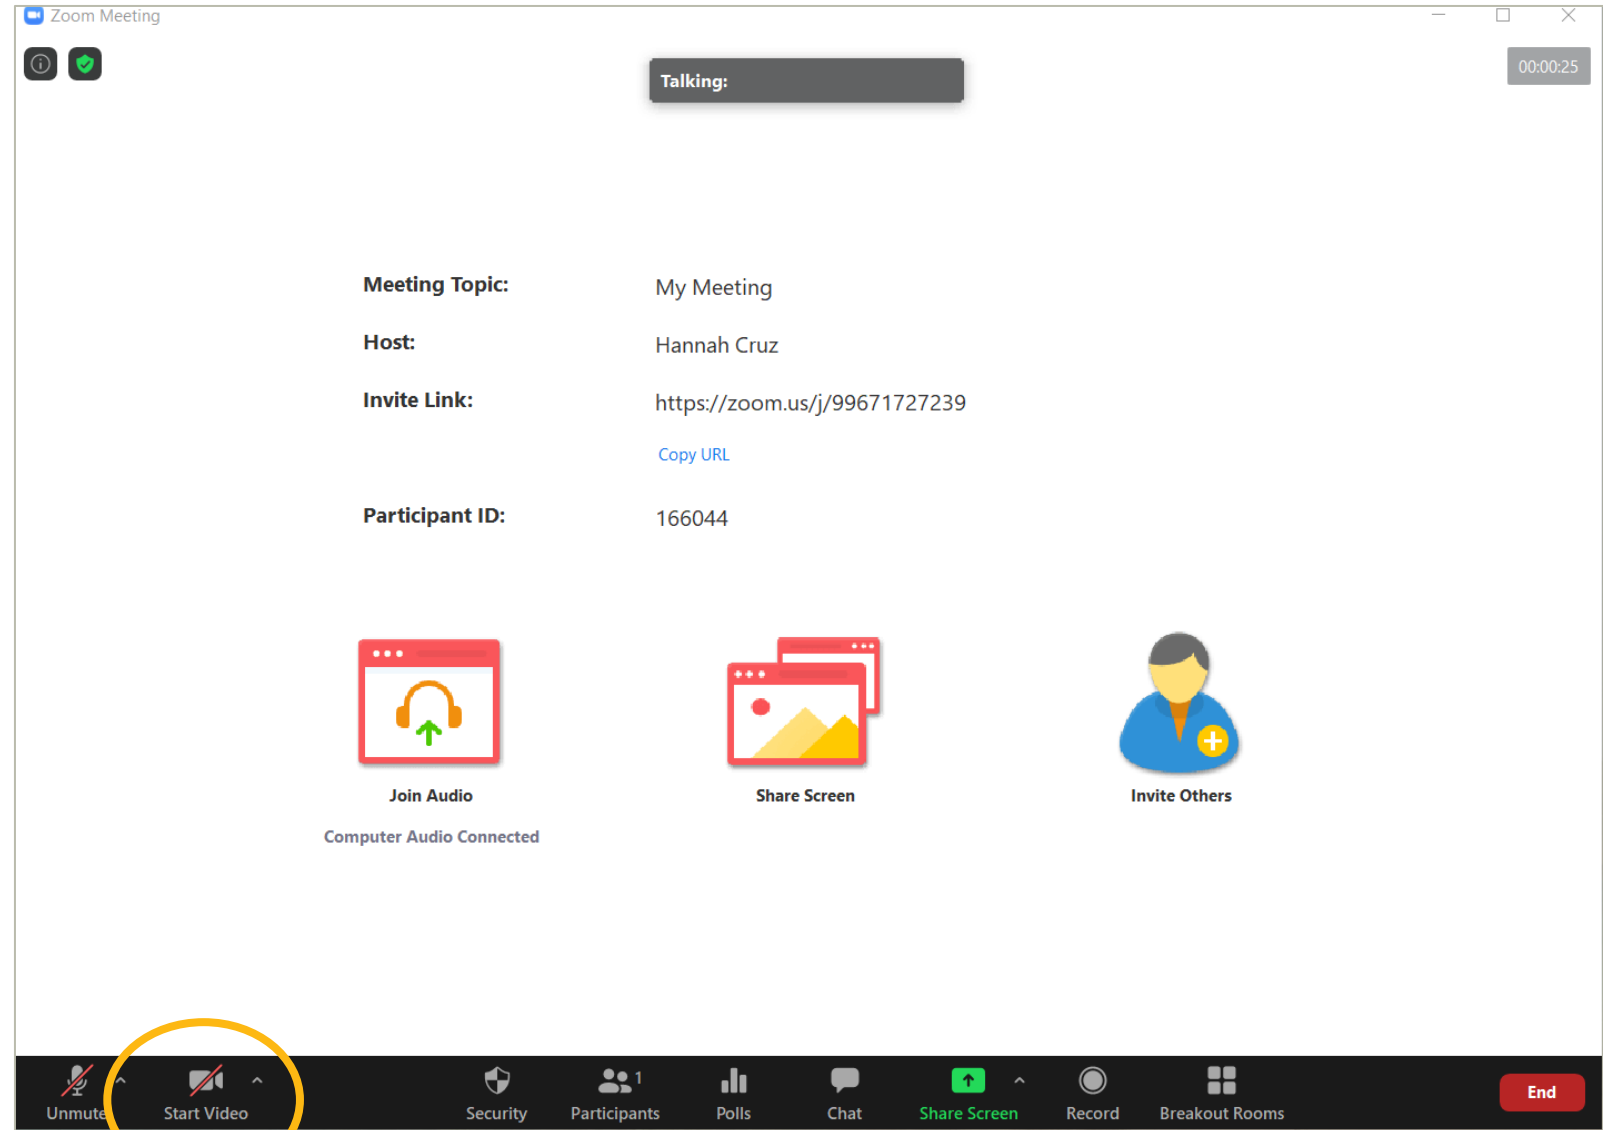 Zoom Meeting
Talking:
00:00:25
Meeting Topic: My Meeting
Host: Hannah Cruz
Invite Link: https://zoom.us/j/99671727239
Copy URL
Participant ID: 166044
Join Audio Share Screen Invite Others
Computer Audio Connected
1
Unmute Start Video Security Participants Polls Chat Share Screen Record Breakout Rooms End